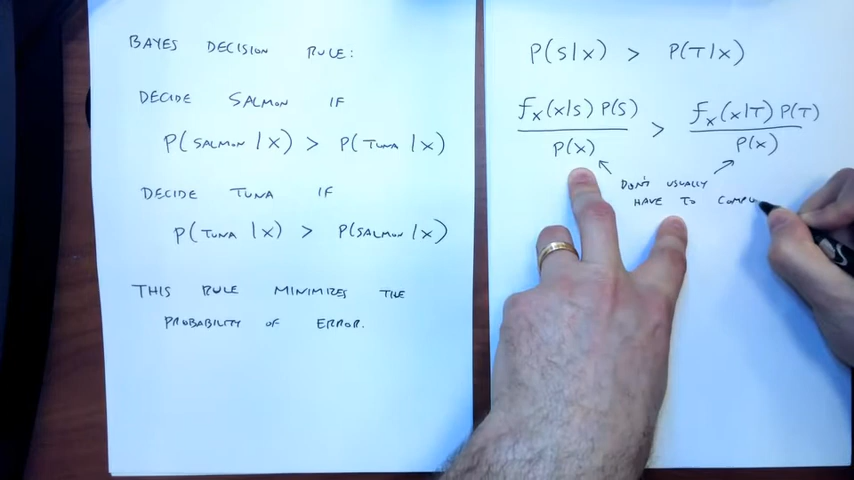 BAYES DECISION RULE:
DECIDE SALMON IF
P(SALMON | X) > P(TUNA | X)
DECIDE TUNA IF
P(TUNA | X) > P(SALMON | X)
THIS RULE MINIMIZES THE
PROBABILITY OF ERROR.
P(S|X) > P(T|X)
f_X(X|S) P(S) / P(X) > f_X(X|T) P(T) / P(X)
DON'T USUALLY
HAVE TO COMPU